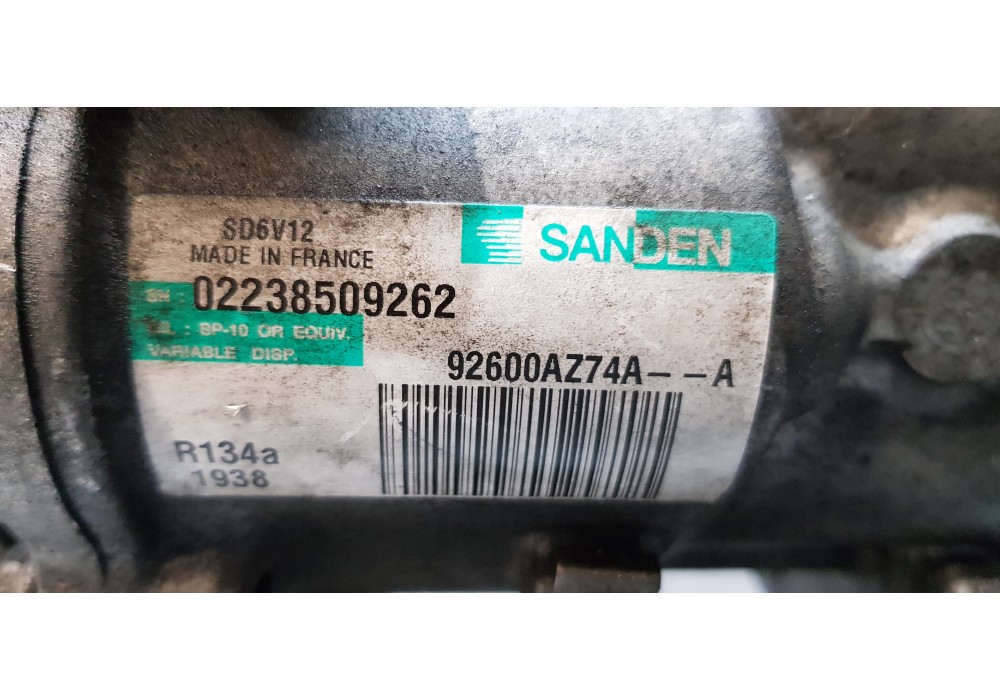 SD6V12
MADE IN FRANCE
SANDEN
SN : 02238509262
OIL : SP-10 OR EQUIV.
VARIABLE DISP.
92600AZ74A--A
R134a
1938